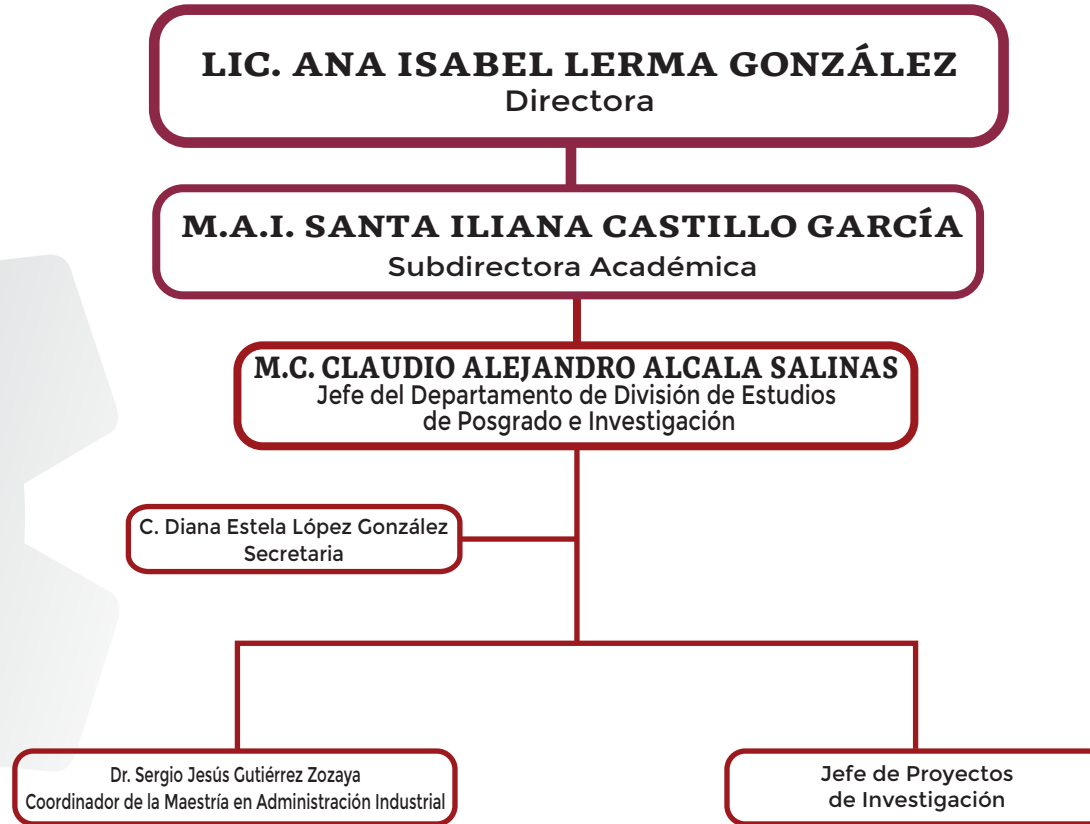 LIC. ANA ISABEL LERMA GONZÁLEZ
Directora
M.A.I. SANTA ILIANA CASTILLO GARCÍA
Subdirectora Académica
M.C. CLAUDIO ALEJANDRO ALCALA SALINAS
Jefe del Departamento de División de Estudios
de Posgrado e Investigación
C. Diana Estela López González
Secretaria
Dr. Sergio Jesús Gutiérrez Zozaya
Coordinador de la Maestría en Administración Industrial
Jefe de Proyectos
de Investigación